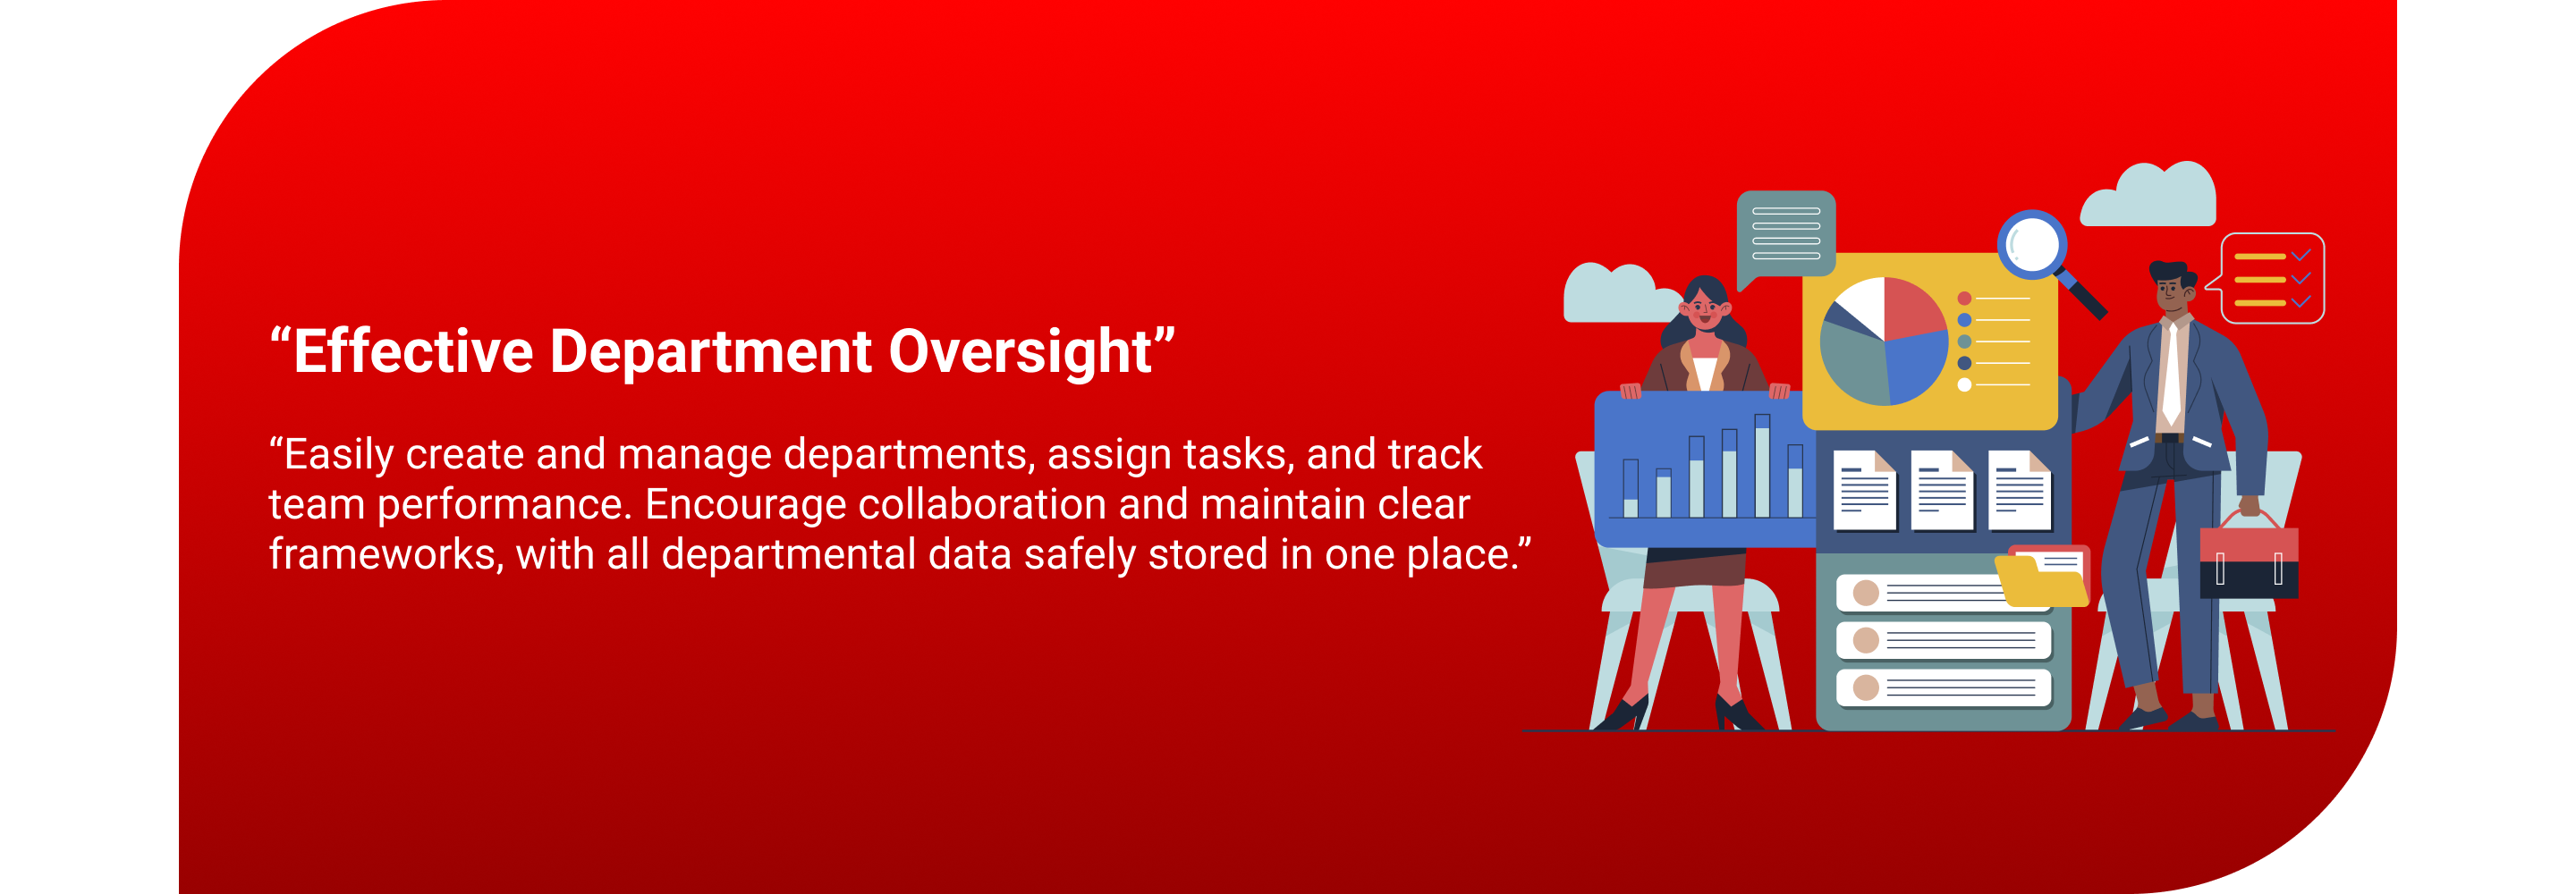 “Effective Department Oversight”
“Easily create and manage departments, assign tasks, and track
team performance. Encourage collaboration and maintain clear
frameworks, with all departmental data safely stored in one place.”